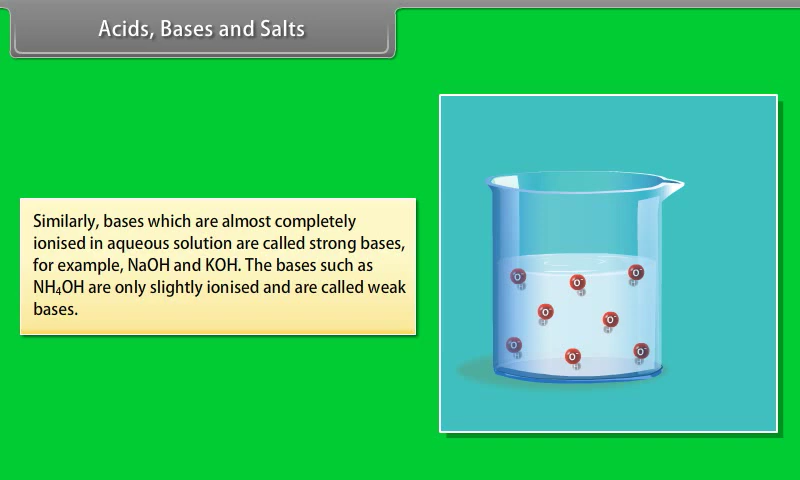 Acids, Bases and Salts
Similarly, bases which are almost completely
ionised in aqueous solution are called strong bases,
for example, NaOH and KOH. The bases such as
NH₄OH are only slightly ionised and are called weak
bases.
O⁻ O⁻ O⁻
O⁻ O⁻
O⁻ O⁻ O⁻